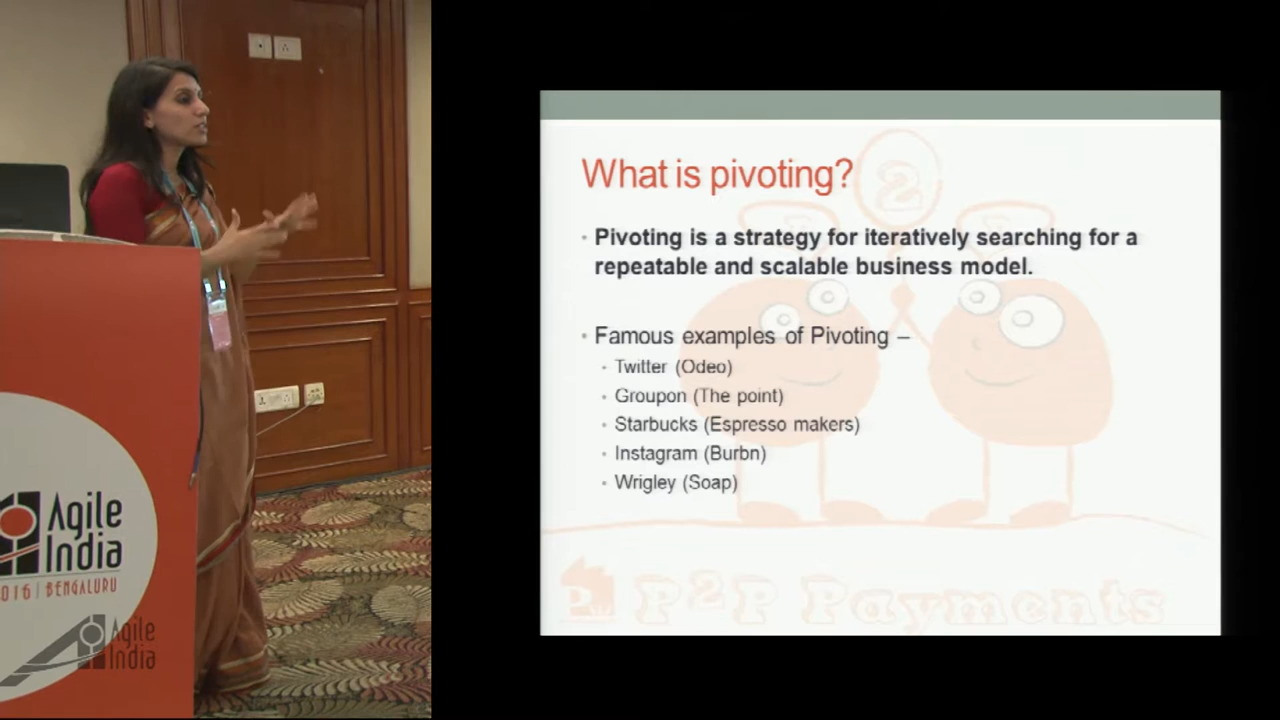 What is pivoting?
• Pivoting is a strategy for iteratively searching for a
repeatable and scalable business model.
• Famous examples of Pivoting –
• Twitter (Odeo)
• Groupon (The point)
• Starbucks (Espresso makers)
• Instagram (Burbn)
• Wrigley (Soap)
P2P Payments
Agile
India
2016 | BENGALURU
Agile
India